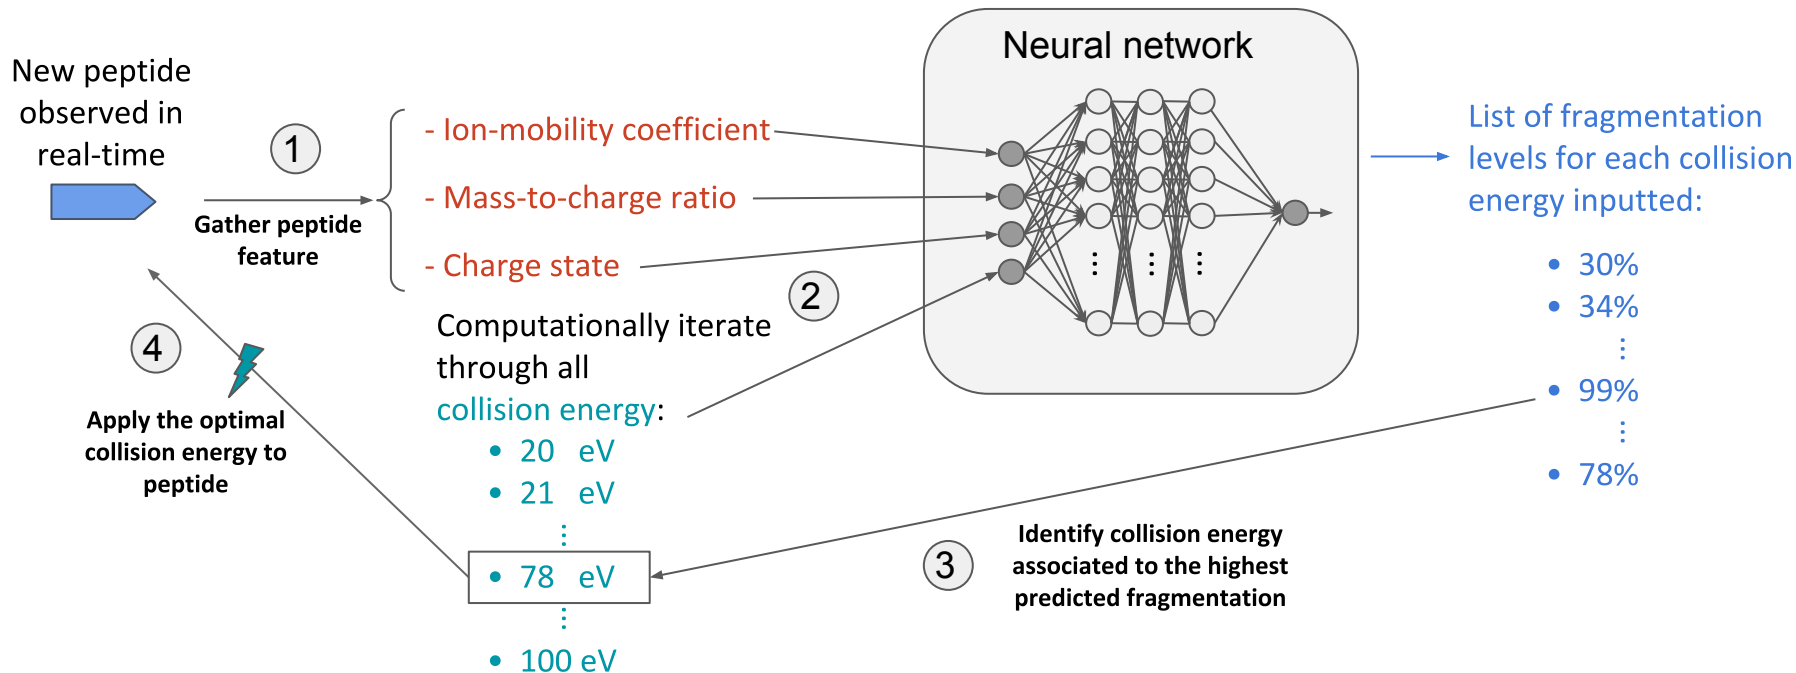 New peptide
observed in
real-time
1
Gather peptide
feature
- Ion-mobility coefficient
- Mass-to-charge ratio
- Charge state
2
Computationally iterate
through all
collision energy:
• 20 eV
• 21 eV
⋮
• 78 eV
⋮
• 100 eV
Neural network
⋮ ⋮ ⋮
List of fragmentation
levels for each collision
energy inputted:
• 30%
• 34%
⋮
• 99%
⋮
• 78%
3
Identify collision energy
associated to the highest
predicted fragmentation
4
Apply the optimal
collision energy to
peptide